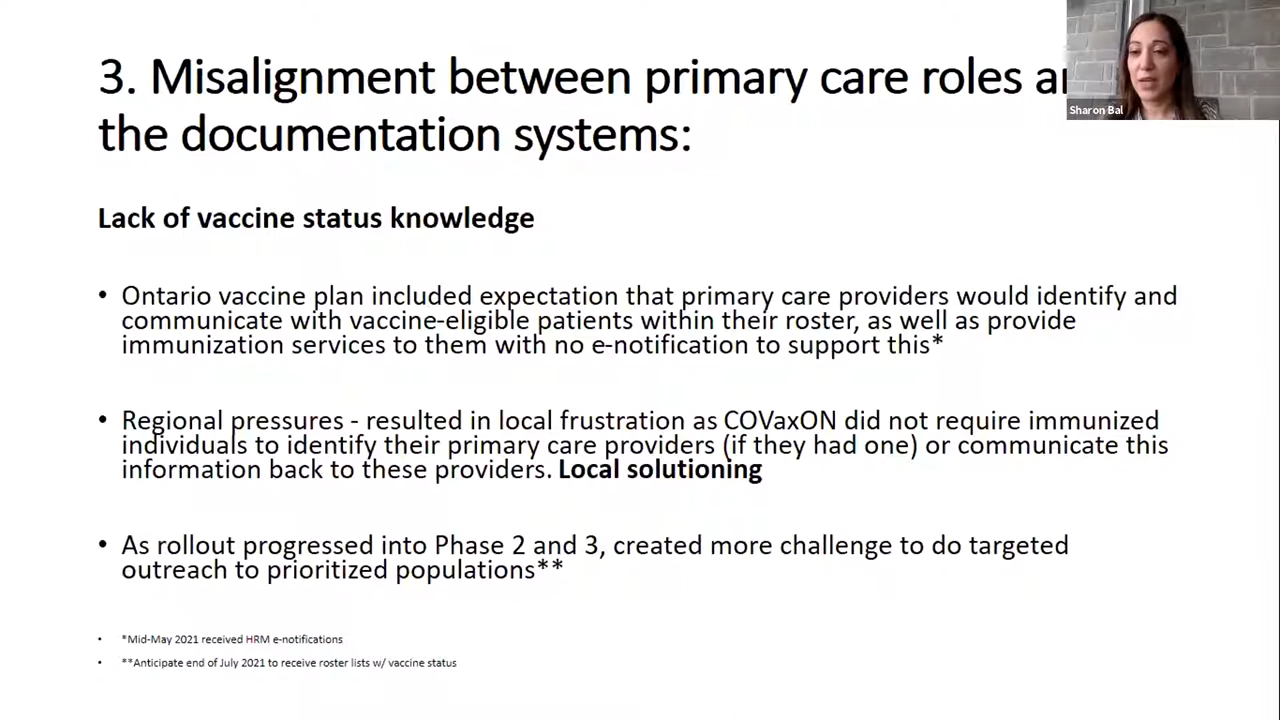 3. Misalignment between primary care roles
the documentation systems:
Sharon Bal
Lack of vaccine status knowledge
• Ontario vaccine plan included expectation that primary care providers would identify and
communicate with vaccine-eligible patients within their roster, as well as provide
immunization services to them with no e-notification to support this*
• Regional pressures - resulted in local frustration as COVaxON did not require immunized
individuals to identify their primary care providers (if they had one) or communicate this
information back to these providers. Local solutioning
• As rollout progressed into Phase 2 and 3, created more challenge to do targeted
outreach to prioritized populations**
• *Mid-May 2021 received HRM e-notifications
• **Anticipate end of July 2021 to receive roster lists w/ vaccine status